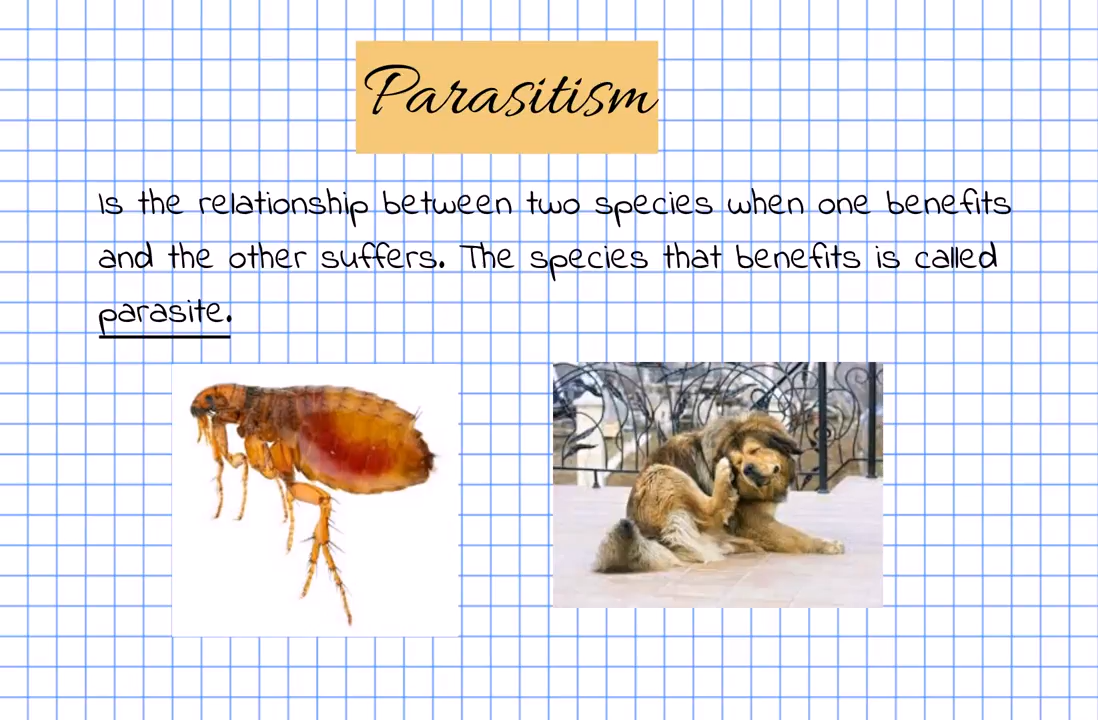 Parasitism
Is the relationship between two species when one benefits
and the other suffers. The species that benefits is called
parasite.